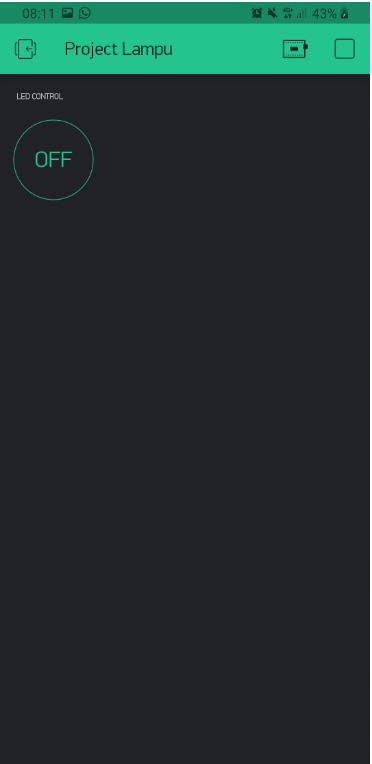 08:11 43%
Project Lampu
LED CONTROL
OFF